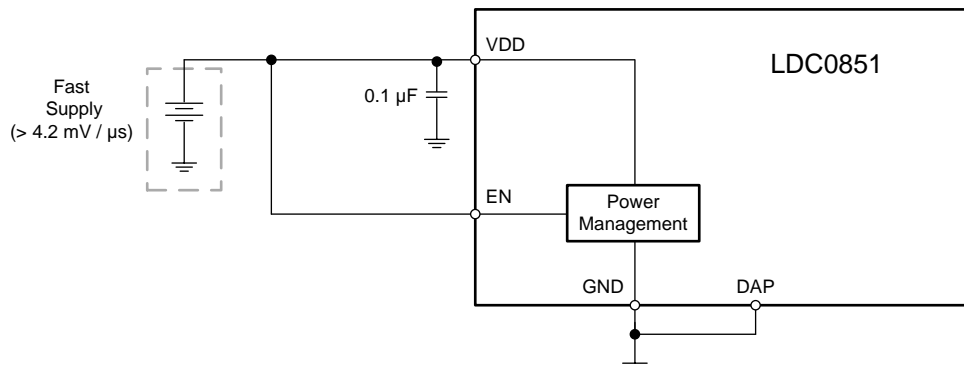 VDD
LDC0851
Fast
Supply
(> 4.2 mV / µs)
0.1 µF
EN
Power
Management
GND
DAP